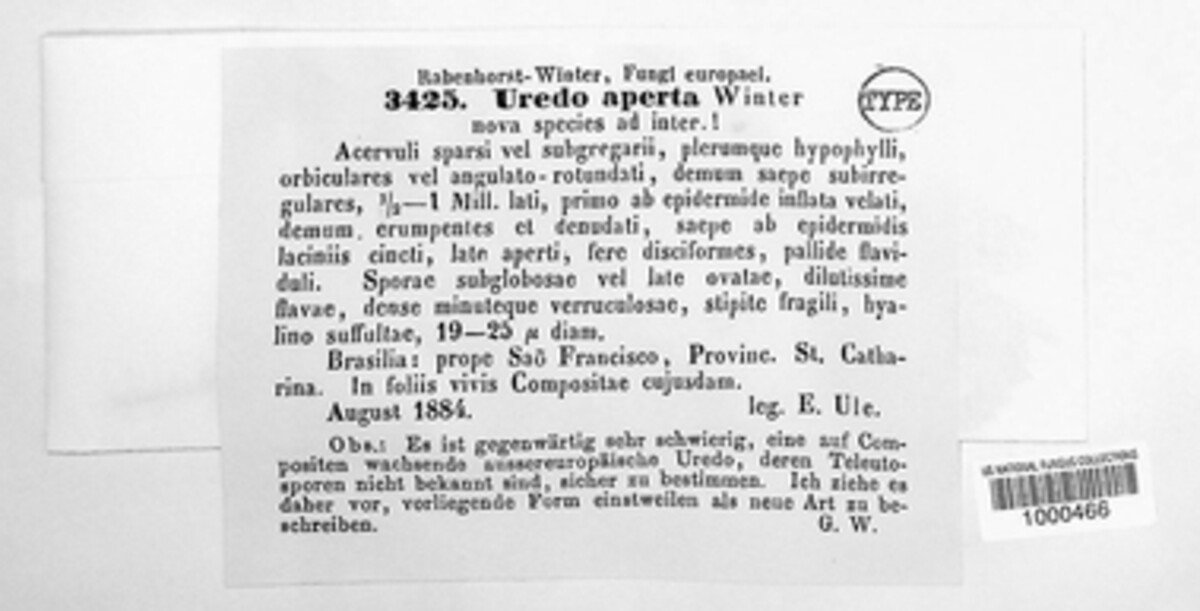 Rabenhorst-Winter, Fungi europaei.
3425. Uredo aperta Winter
nova species ad inter.!
TYPE
Acervuli sparsi vel subgregarii, plerumque hypophylli,
orbiculares vel angulato-rotundati, demum saepe subirre-
gulares, ½—1 Mill. lati, primo ab epidermide inflata velati,
demum erumpentes et denudati, saepe ab epidermidis
laciniis cincti, late aperti, fere disciformes, pallide flavi-
duli. Sporae subglobosae vel late ovatae, dilutissime
flavae, dense minuteque verruculosae, stipite fragili, hya-
lino suffultae, 19—25 µ diam.
Brasilia: prope Saõ Francisco, Provinc. St. Catha-
rina. In foliis vivis Compositae cujusdam.
August 1884. leg. E. Ule.
Obs.: Es ist gegenwärtig sehr schwierig, eine auf Com-
positen wachsende aussereuropäische Uredo, deren Teleuto-
sporen nicht bekannt sind, sicher zu bestimmen. Ich ziehe es
daher vor, vorliegende Form einstweilen als neue Art zu be-
schreiben. G. W.
US NATIONAL FUNGUS COLLECTIONS
1000466